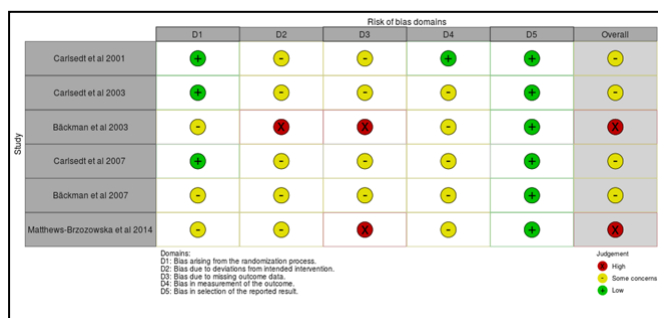 Risk of bias domains
D1 D2 D3 D4 D5 Overall
Study
Carlsedt et al 2001 + - - + + -
Carlsedt et al 2003 + - - - + -
Bäckman et al 2003 - X X - + X
Carlsedt et al 2007 + - - - + -
Bäckman et al 2007 - - - - + -
Matthews-Brzozowska et al 2014 - - X - + X
Domains:
D1: Bias arising from the randomization process.
D2: Bias due to deviations from intended intervention.
D3: Bias due to missing outcome data.
D4: Bias in measurement of the outcome.
D5: Bias in selection of the reported result.
Judgement
X High
- Some concerns
+ Low